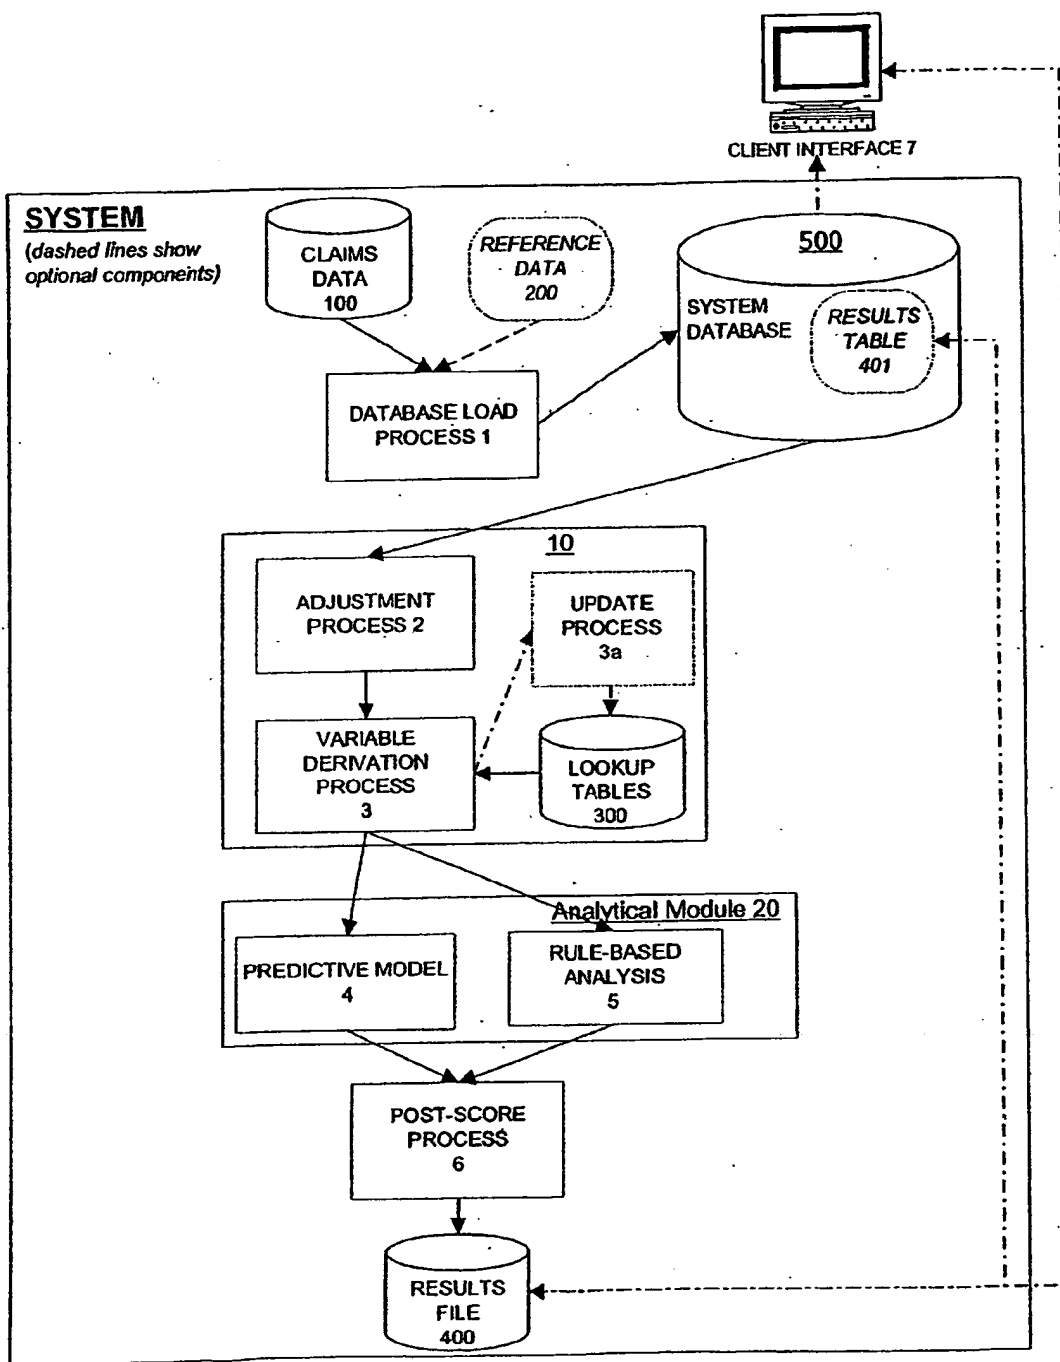 CLIENT INTERFACE 7
SYSTEM
(dashed lines show
optional components)
CLAIMS
DATA
100
REFERENCE
DATA
200
500
SYSTEM
DATABASE
RESULTS
TABLE
401
DATABASE LOAD
PROCESS 1
10
ADJUSTMENT
PROCESS 2
UPDATE
PROCESS
3a
VARIABLE
DERIVATION
PROCESS
3
LOOKUP
TABLES
300
Analytical Module 20
PREDICTIVE MODEL
4
RULE-BASED
ANALYSIS
5
POST-SCORE
PROCESS
6
RESULTS
FILE
400